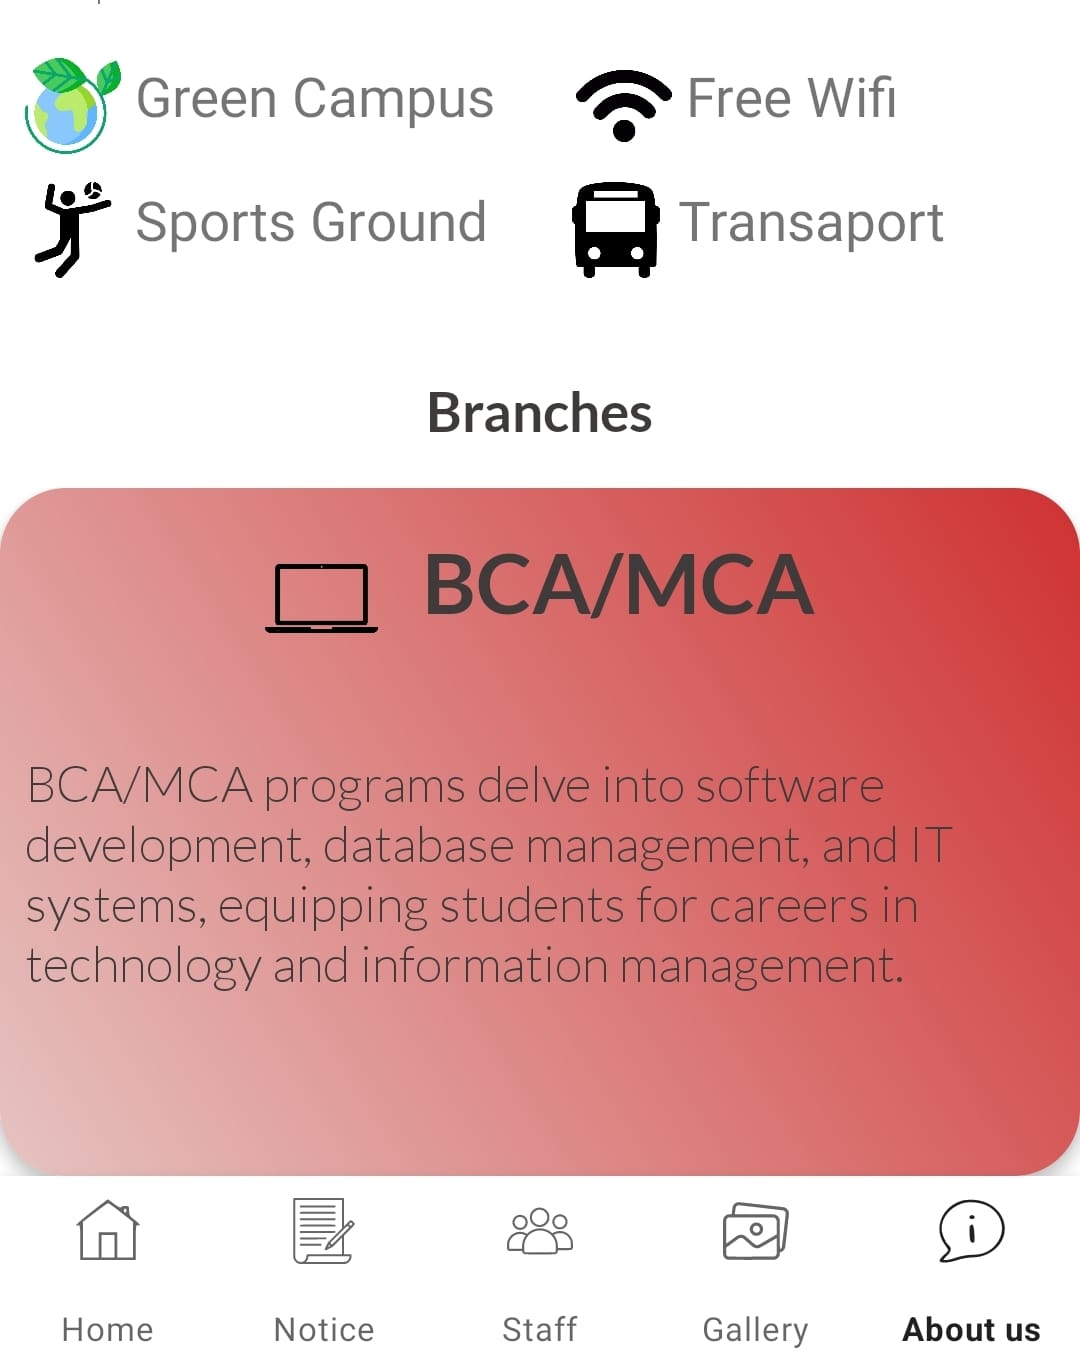 Green Campus
Free Wifi
Sports Ground
Transaport
Branches
BCA/MCA
BCA/MCA programs delve into software
development, database management, and IT
systems, equipping students for careers in
technology and information management.
Home
Notice
Staff
Gallery
About us